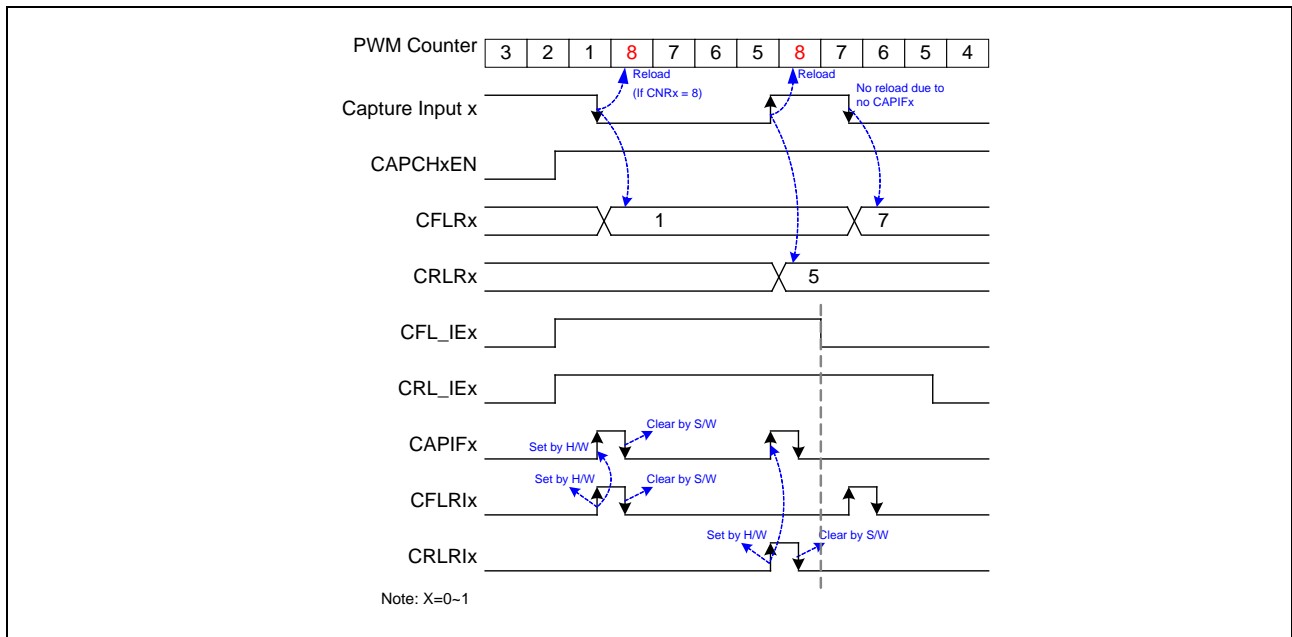 PWM Counter 3 2 1 8 7 6 5 8 7 6 5 4
Reload
(If CNRx = 8)
Reload
No reload due to
no CAPIFx
Capture Input x
CAPCHxEN
CFLRx 1 7
CRLRx 5
CFL_IEx
CRL_IEx
Clear by S/W
CAPIFx Set by H/W
Set by H/W Clear by S/W
CFLRIx
Set by H/W Clear by S/W
CRLRIx
Note: X=0~1